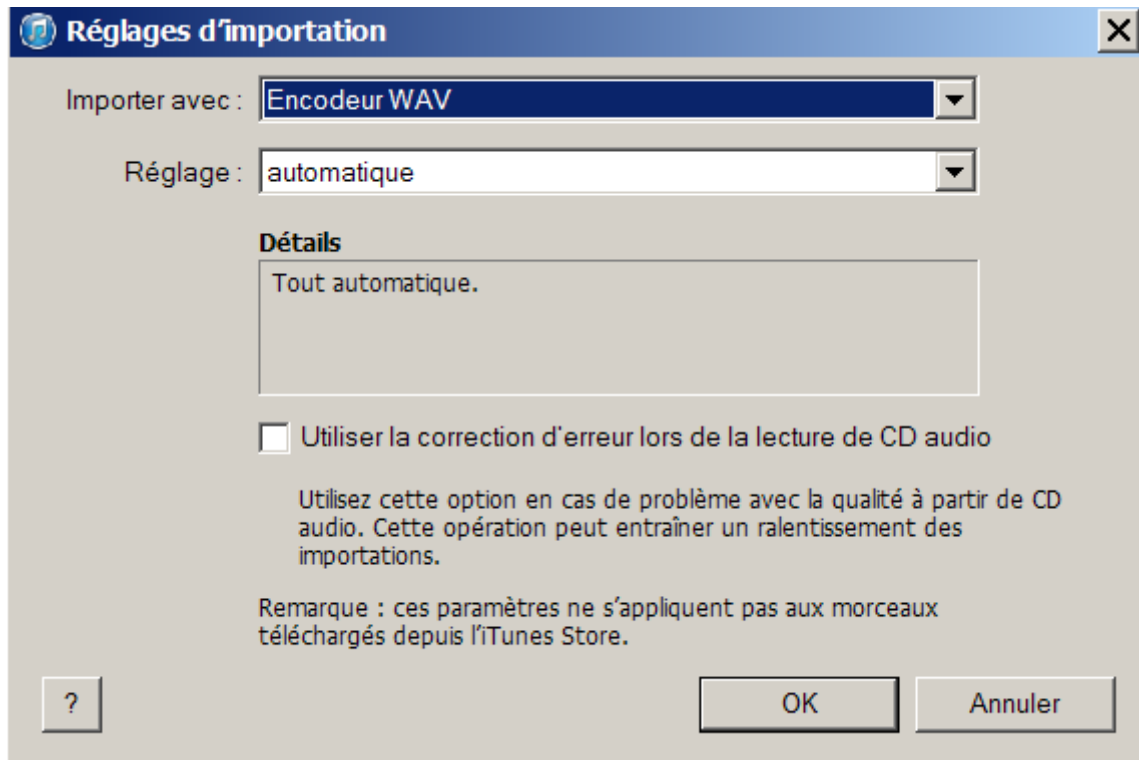 Réglages d’importation
Importer avec : Encodeur WAV
Réglage : automatique
Détails
Tout automatique.
Utiliser la correction d'erreur lors de la lecture de CD audio
Utilisez cette option en cas de problème avec la qualité à partir de CD
audio. Cette opération peut entraîner un ralentissement des
importations.
Remarque : ces paramètres ne s’appliquent pas aux morceaux
téléchargés depuis l’iTunes Store.
? OK Annuler